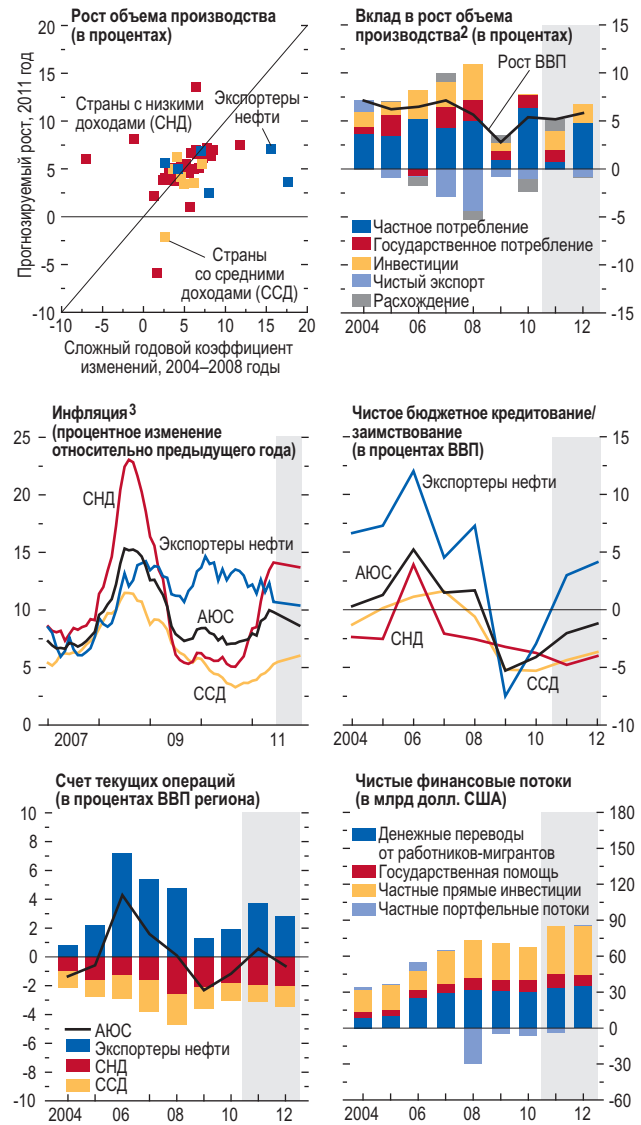 Рост объема производства
(в процентах)
20
15
10
5
0
-5
-10
Прогнозируемый рост, 2011 год
Страны с низкими
доходами (СНД)
Экспортеры
нефти
Страны
со средними
доходами (ССД)
-10 -5 0 5 10 15 20
Сложный годовой коэффициент
изменений, 2004–2008 годы
Вклад в рост объема
производства2 (в процентах)
Рост ВВП
15
10
5
0
-5
-10
-15
Частное потребление
Государственное потребление
Инвестиции
Чистый экспорт
Расхождение
2004 06 08 10 12
Инфляция3
(процентное изменение
относительно предыдущего года)
25
20
15
10
5
0
СНД
Экспортеры нефти
АЮС
ССД
2007 09 11
Чистое бюджетное кредитование/
заимствование
(в процентах ВВП)
Экспортеры нефти
АЮС
СНД
ССД
15
10
5
0
-5
-10
2004 06 08 10 12
Счет текущих операций
(в процентах ВВП региона)
10
8
6
4
2
0
-2
-4
-6
-8
-10
АЮС
Экспортеры нефти
СНД
ССД
2004 06 08 10 12
Чистые финансовые потоки
(в млрд долл. США)
Денежные переводы
от работников-мигрантов
Государственная помощь
Частные прямые инвестиции
Частные портфельные потоки
180
150
120
90
60
30
0
-30
-60
2004 06 08 10 12